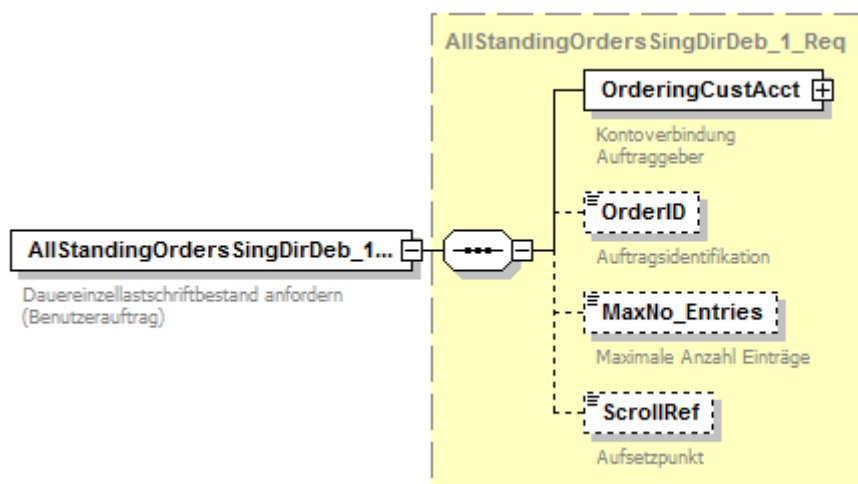 AllStandingOrdersSingDirDeb_1_Req
OrderingCustAcct
Kontoverbindung
Auftraggeber
OrderID
Auftragsidentifikation
AllStandingOrdersSingDirDeb_1...
Dauereinzellastschriftbestand anfordern
(Benutzerauftrag)
MaxNo_Entries
Maximale Anzahl Einträge
ScrollRef
Aufsetzpunkt